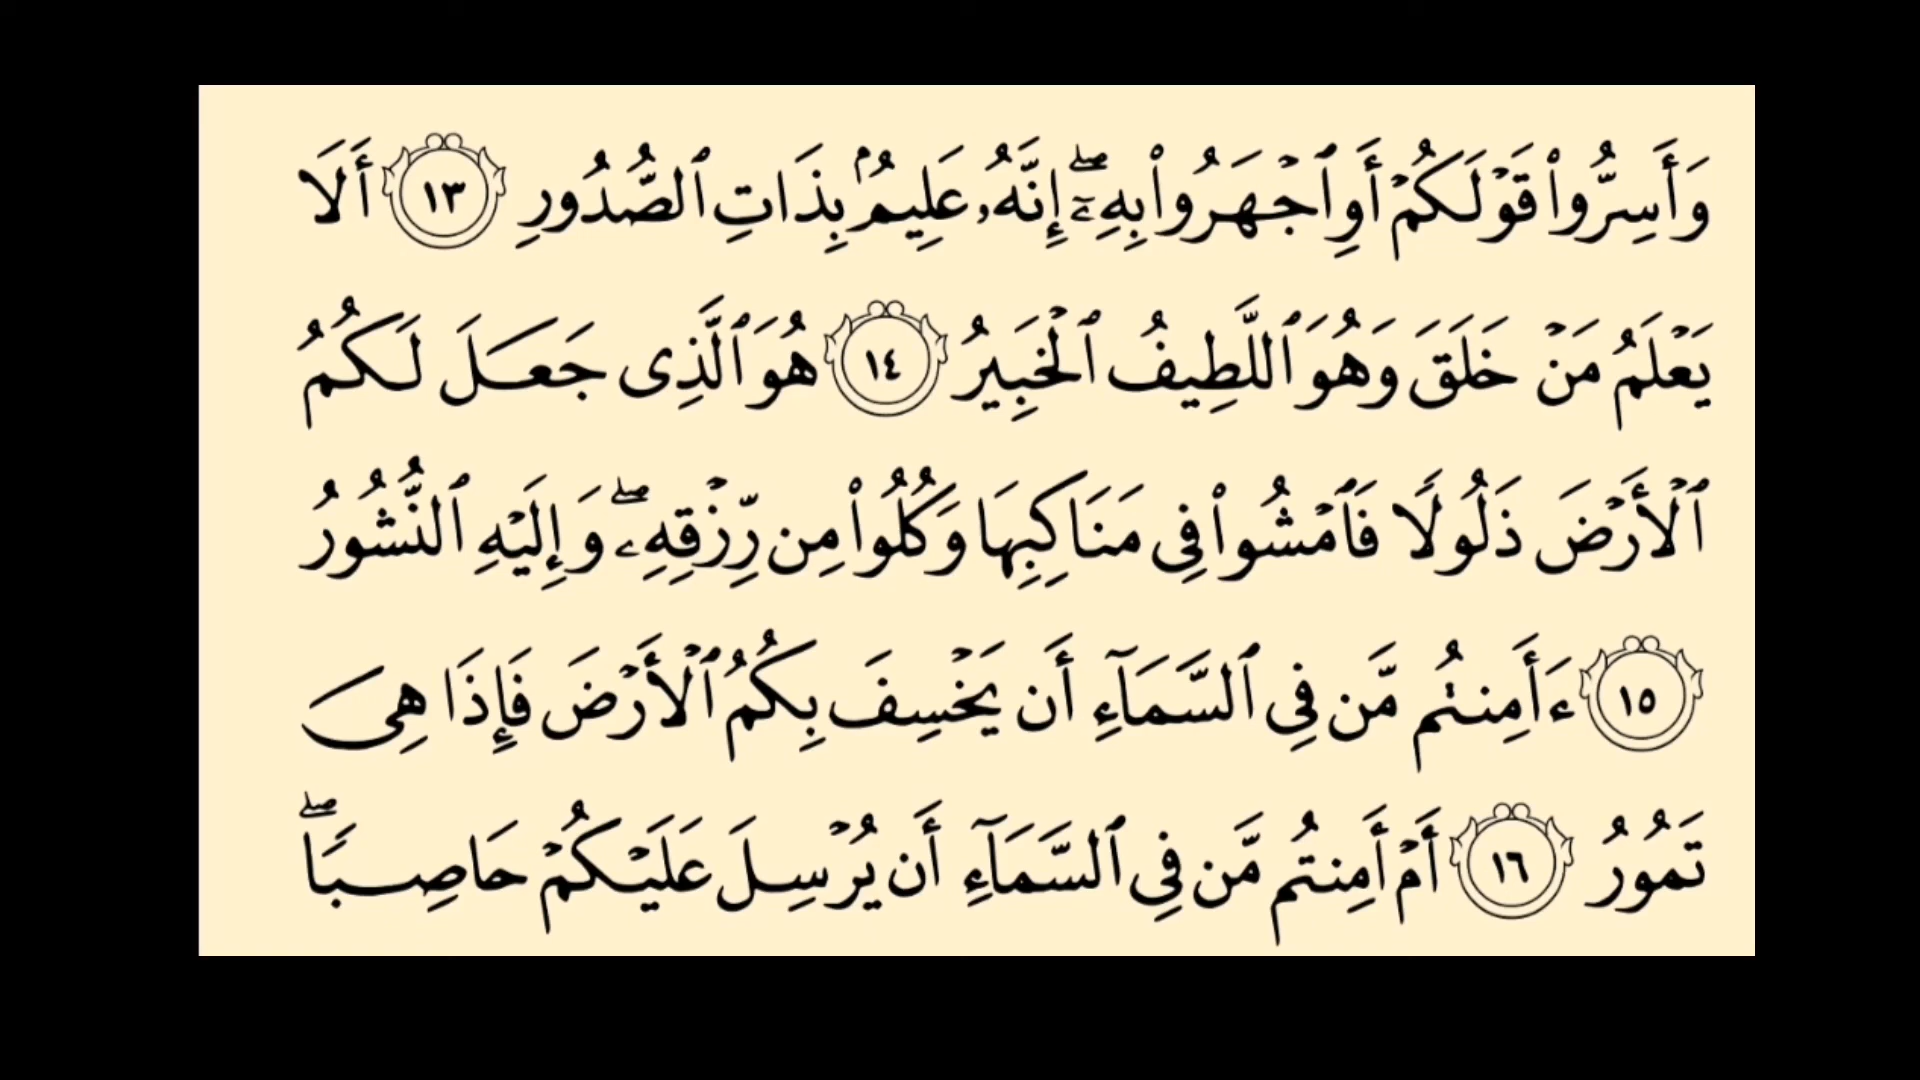 وَأَسِرُّوا۟ قَوْلَكُمْ أَوِ ٱجْهَرُوا۟ بِهِۦٓ ۖ إِنَّهُۥ عَلِيمٌۢ بِذَاتِ ٱلصُّدُورِ ١٣ أَلَا
يَعْلَمُ مَنْ خَلَقَ وَهُوَ ٱللَّطِيفُ ٱلْخَبِيرُ ١٤ هُوَ ٱلَّذِى جَعَلَ لَكُمُ
ٱلْأَرْضَ ذَلُولًا فَٱمْشُوا۟ فِى مَنَاكِبِهَا وَكُلُوا۟ مِن رِّزْقِهِۦ ۖ وَإِلَيْهِ ٱلنُّشُورُ
١٥ ءَأَمِنتُم مَّن فِى ٱلسَّمَآءِ أَن يَخْسِفَ بِكُمُ ٱلْأَرْضَ فَإِذَا هِىَ
تَمُورُ ١٦ أَمْ أَمِنتُم مَّن فِى ٱلسَّمَآءِ أَن يُرْسِلَ عَلَيْكُمْ حَاصِبًا ۖ